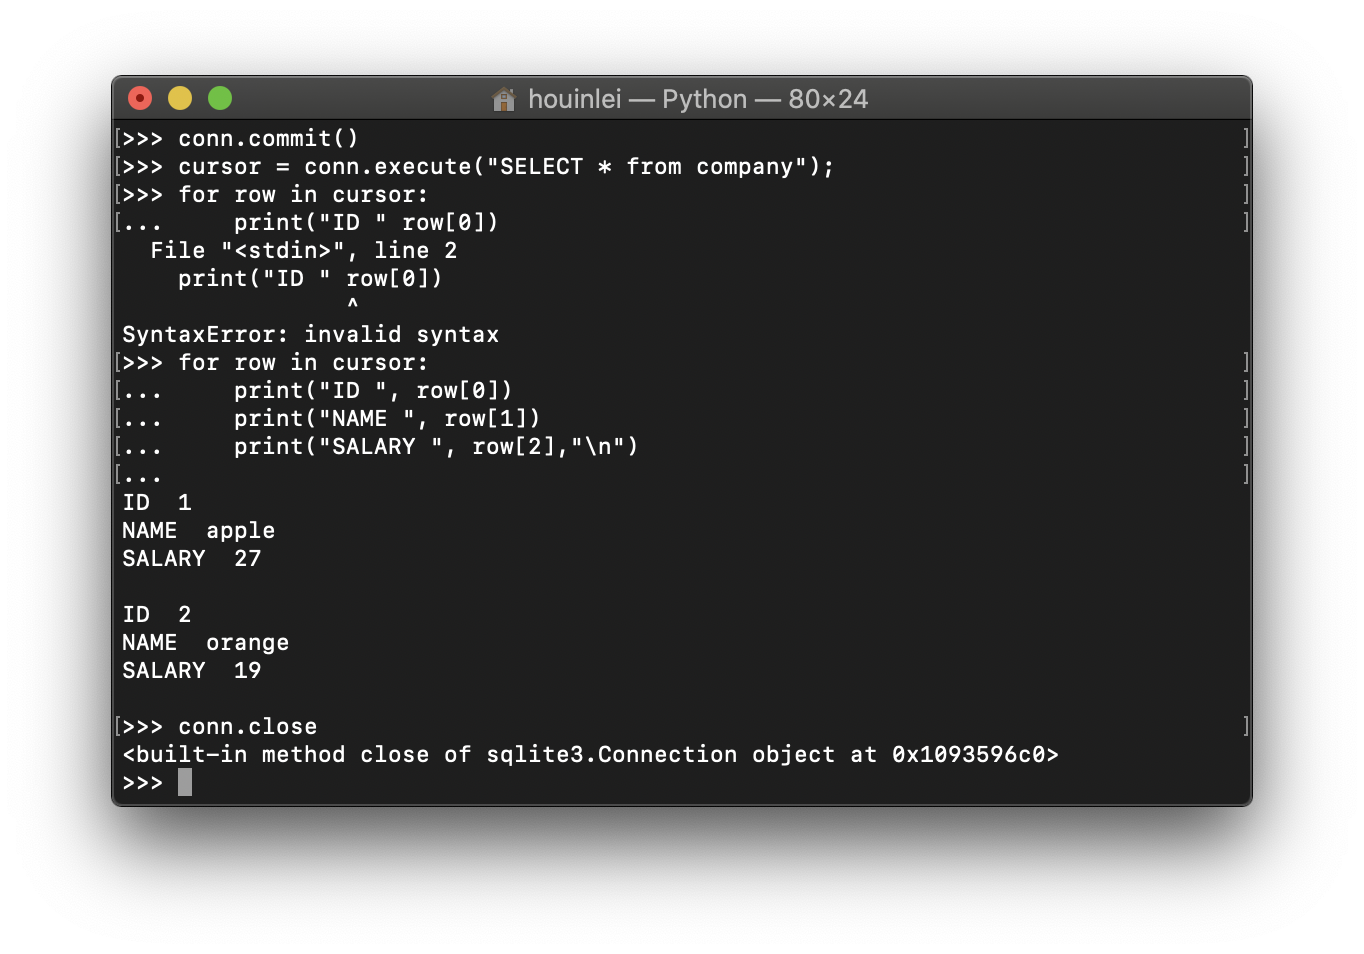 houinlei — Python — 80×24
[>>> conn.commit() ]
[>>> cursor = conn.execute("SELECT * from company"); ]
[>>> for row in cursor: ]
[...     print("ID " row[0]) ]
  File "<stdin>", line 2
    print("ID " row[0])
                ^
SyntaxError: invalid syntax
[>>> for row in cursor: ]
[...     print("ID ", row[0]) ]
[...     print("NAME ", row[1]) ]
[...     print("SALARY ", row[2],"\n") ]
[... ]
ID  1
NAME  apple
SALARY  27

ID  2
NAME  orange
SALARY  19

[>>> conn.close ]
<built-in method close of sqlite3.Connection object at 0x1093596c0>
>>>